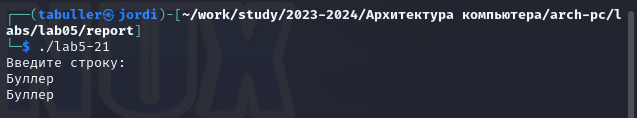 ┌──(tabuller㉿jordi)-[~/work/study/2023-2024/Архитектура компьютера/arch-pc/l
abs/lab05/report]
└─$ ./lab5-21
Введите строку:
Буллер
Буллер